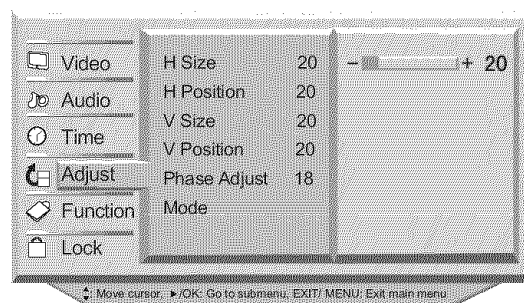 Video
Audio
Time
Adjust
Function
Lock
H Size 20
H Position 20
V Size 20
V Position 20
Phase Adjust 18
Mode
- + 20
▲▼: Move cursor, ►/OK: Go to submenu, EXIT/ MENU: Exit main menu